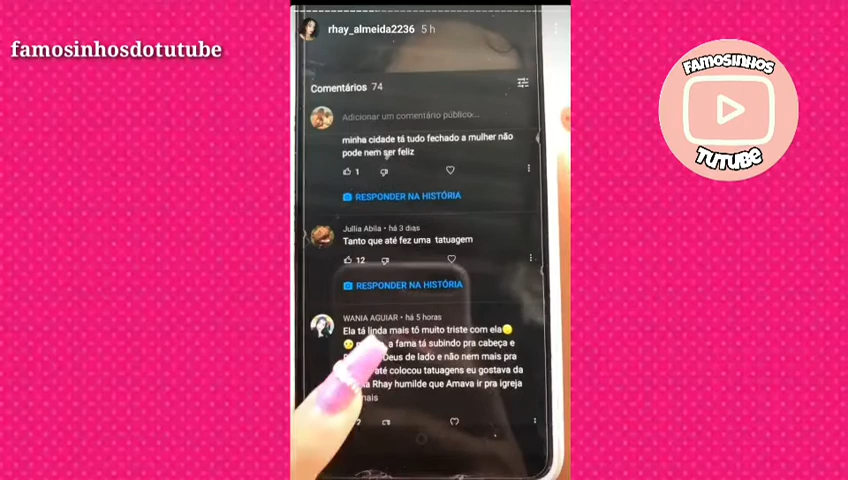 famosinhosdotutube
FAMOSINHOS
TUTUBE
rhay_almeida2236 5 h
Comentários 74
Adicionar um comentário público...
minha cidade tá tudo fechado a mulher não
pode nem ser feliz
1
RESPONDER NA HISTÓRIA
Jullia Abila • há 3 dias
Tanto que até fez uma tatuagem
12
RESPONDER NA HISTÓRIA
WANIA AGUIAR • há 5 horas
Ela tá linda mais tô muito triste com ela😔
😔 a fama tá subindo pra cabeça e
Deus de lado e não nem mais pra
até colocou tatuagens eu gostava da
Rhay humilde que Amava ir pra igreja
mais